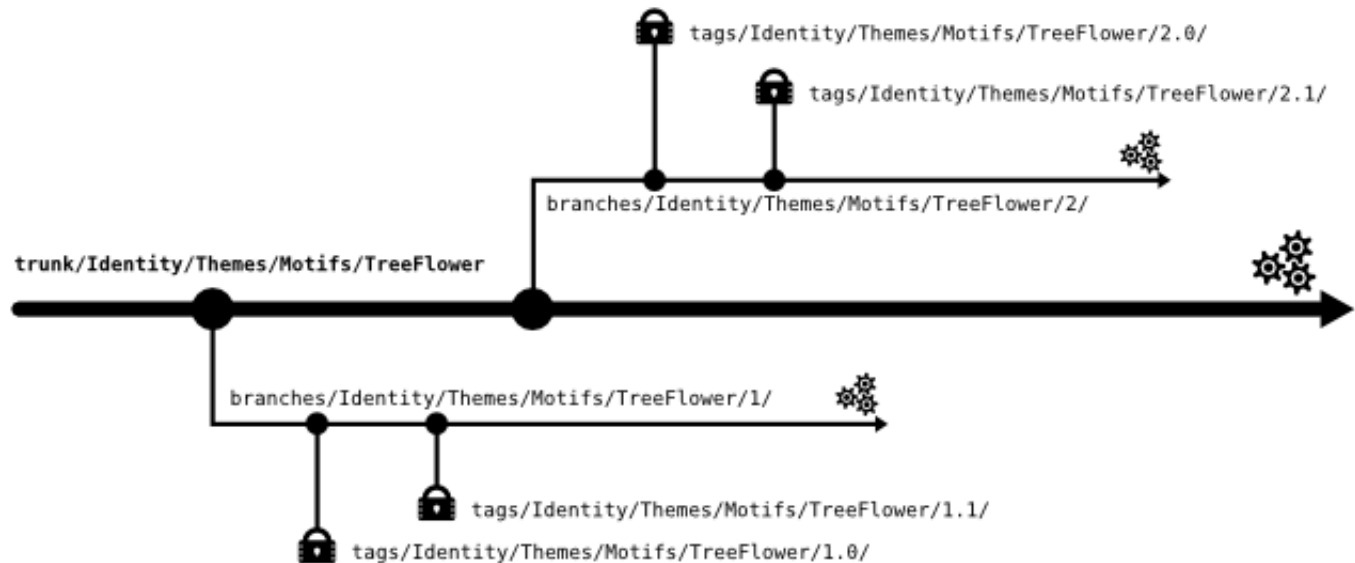 tags/Identity/Themes/Motifs/TreeFlower/2.0/
tags/Identity/Themes/Motifs/TreeFlower/2.1/
branches/Identity/Themes/Motifs/TreeFlower/2/
trunk/Identity/Themes/Motifs/TreeFlower
branches/Identity/Themes/Motifs/TreeFlower/1/
tags/Identity/Themes/Motifs/TreeFlower/1.1/
tags/Identity/Themes/Motifs/TreeFlower/1.0/